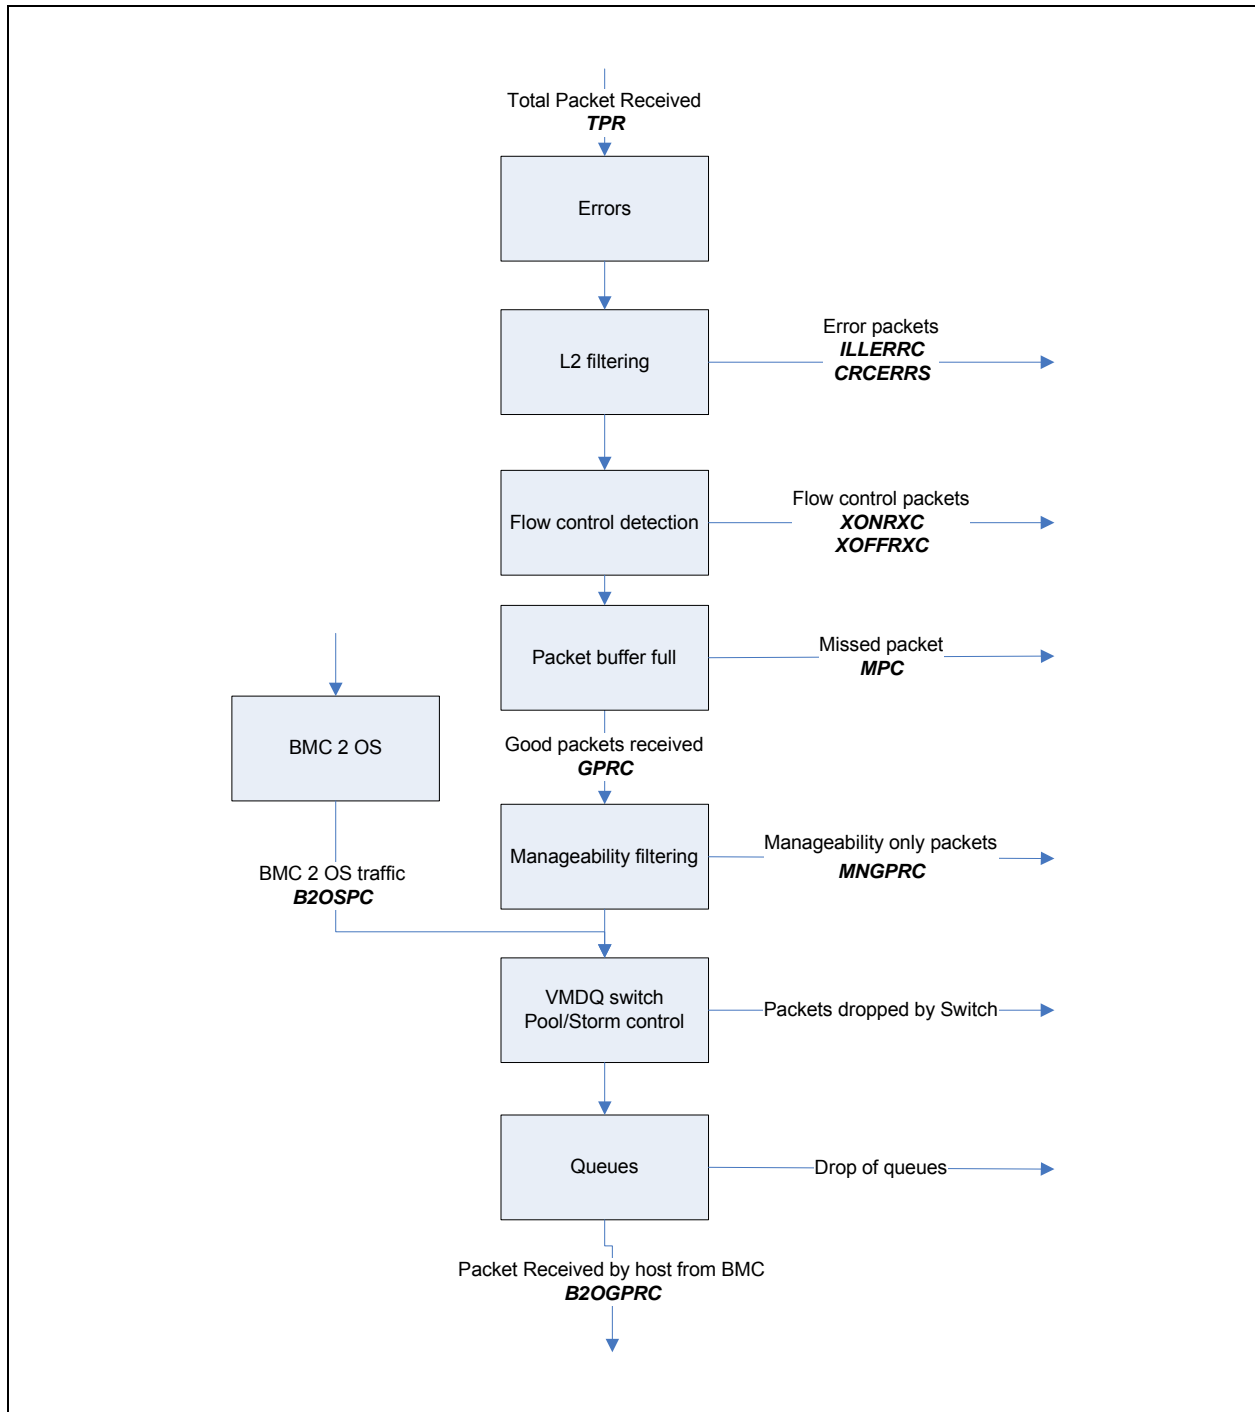 Total Packet Received
TPR
Errors
L2 filtering
Error packets
ILLERRC
CRCERRS
Flow control detection
Flow control packets
XONRXC
XOFFRXC
Packet buffer full
Missed packet
MPC
BMC 2 OS
Good packets received
GPRC
Manageability filtering
Manageability only packets
MNGPRC
BMC 2 OS traffic
B2OSPC
VMDQ switch
Pool/Storm control
Packets dropped by Switch
Queues
Drop of queues
Packet Received by host from BMC
B2OGPRC